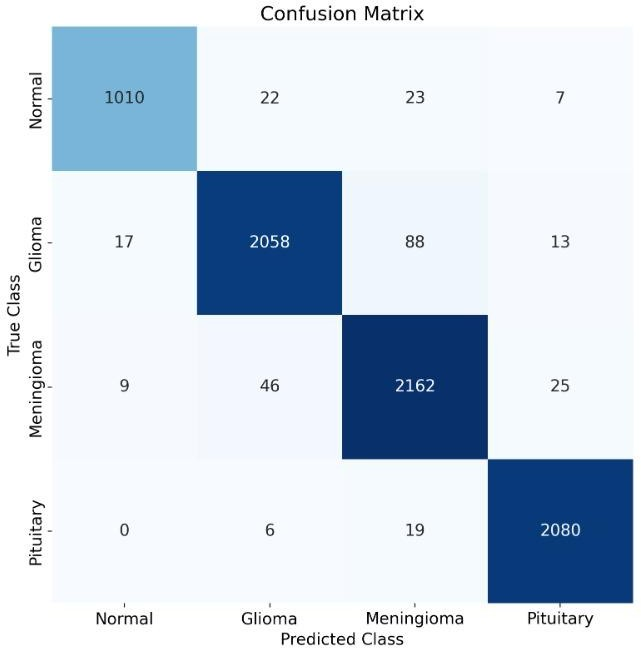 Confusion Matrix
Normal 1010 22 23 7
Glioma 17 2058 88 13
Meningioma 9 46 2162 25
Pituitary 0 6 19 2080
True Class
Normal Glioma Meningioma Pituitary
Predicted Class